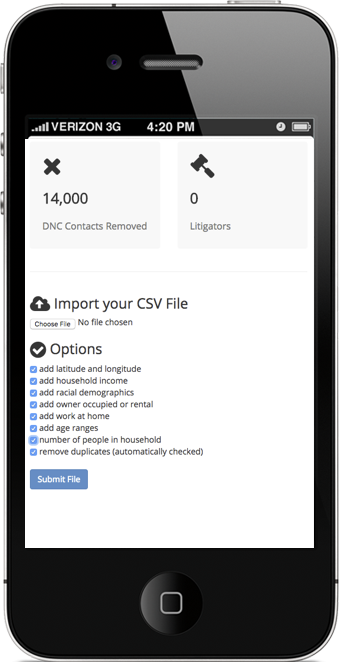 VERIZON 3G 4:20 PM
14,000 0
DNC Contacts Removed Litigators
Import your CSV File
Choose File No file chosen
Options
add latitude and longitude
add household income
add racial demographics
add owner occupied or rental
add work at home
add age ranges
number of people in household
remove duplicates (automatically checked)
Submit File